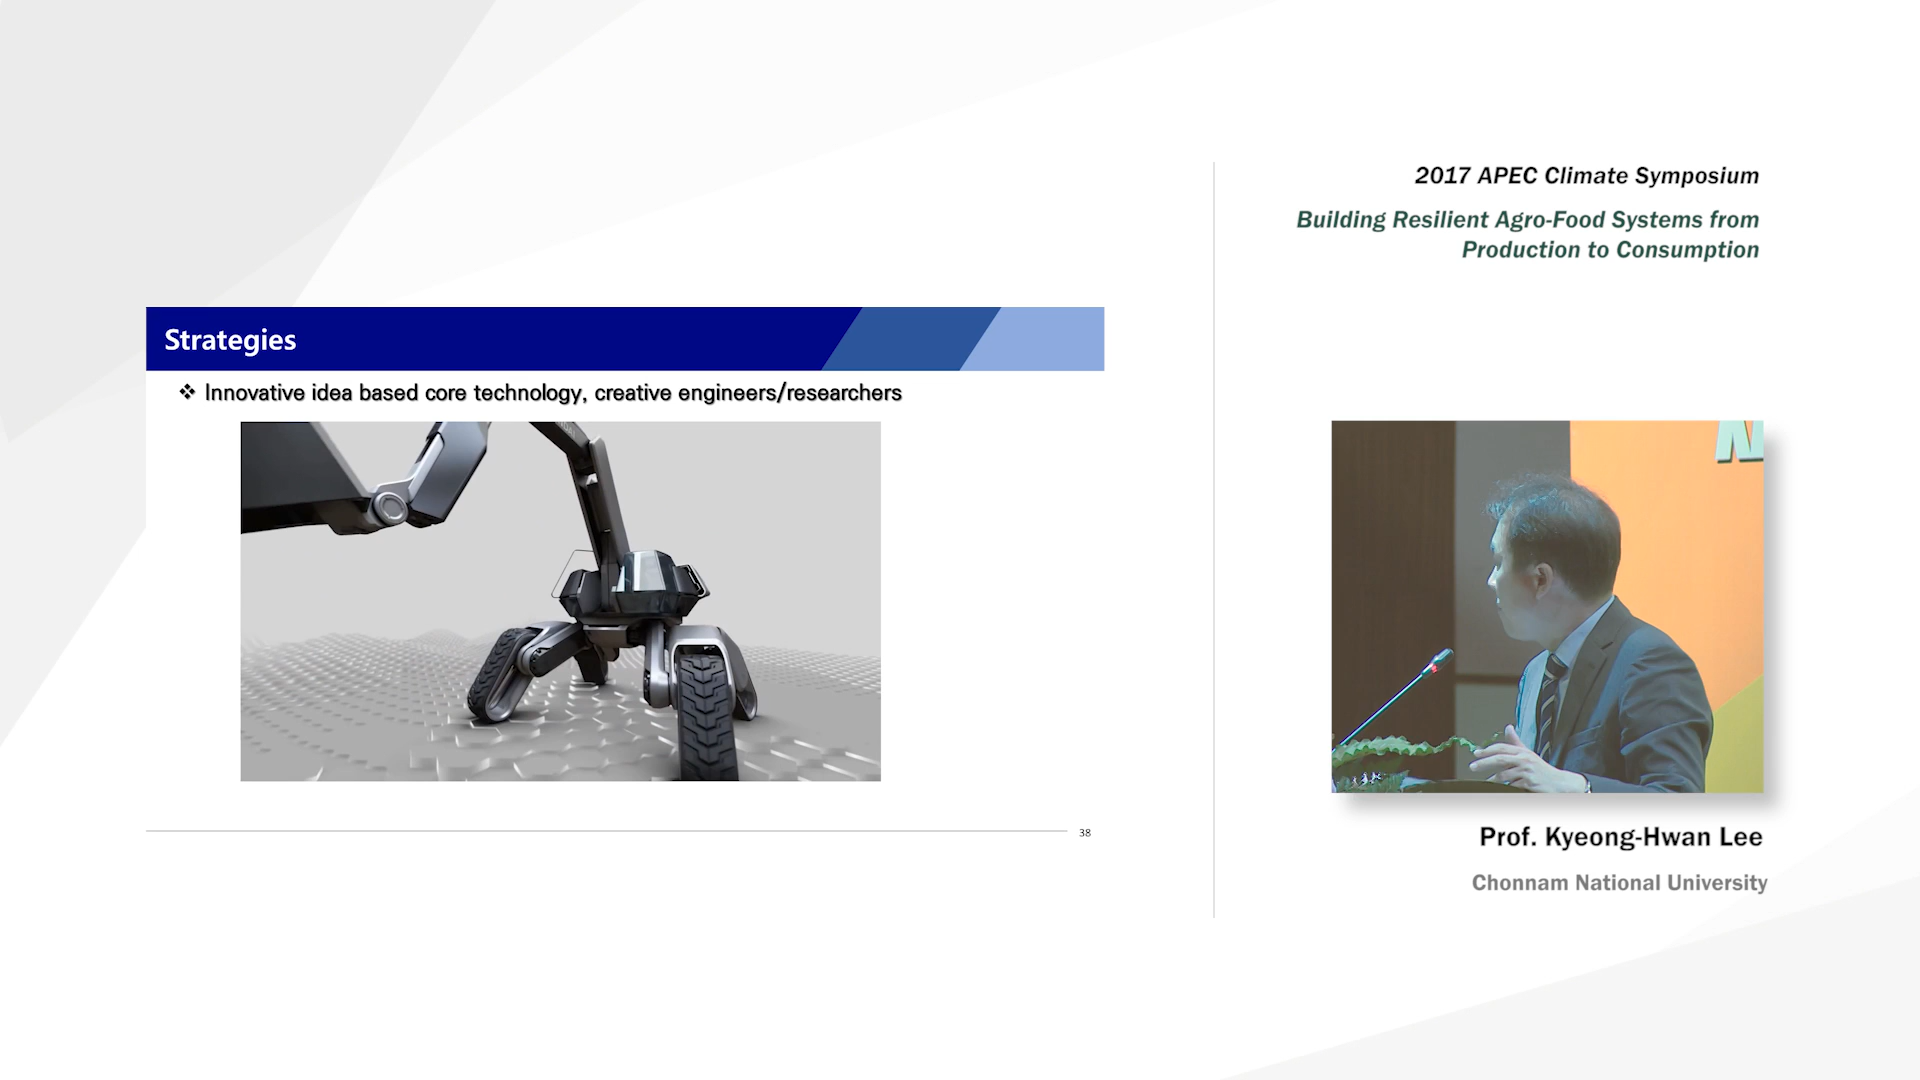 2017 APEC Climate Symposium
Building Resilient Agro-Food Systems from
Production to Consumption
Strategies
❖ Innovative idea based core technology, creative engineers/researchers
38
Prof. Kyeong-Hwan Lee
Chonnam National University